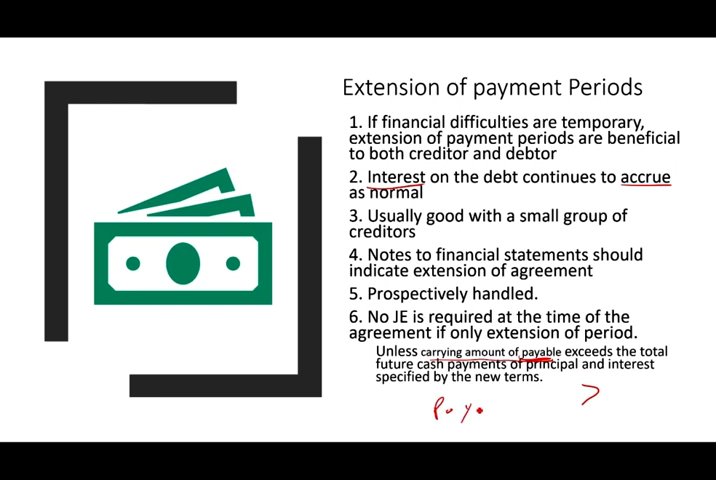 Extension of payment Periods
1. If financial difficulties are temporary,
extension of payment periods are beneficial
to both creditor and debtor
2. Interest on the debt continues to accrue
as normal
3. Usually good with a small group of
creditors
4. Notes to financial statements should
indicate extension of agreement
5. Prospectively handled.
6. No JE is required at the time of the
agreement if only extension of period.
Unless carrying amount of payable exceeds the total
future cash payments of principal and interest
specified by the new terms.
>